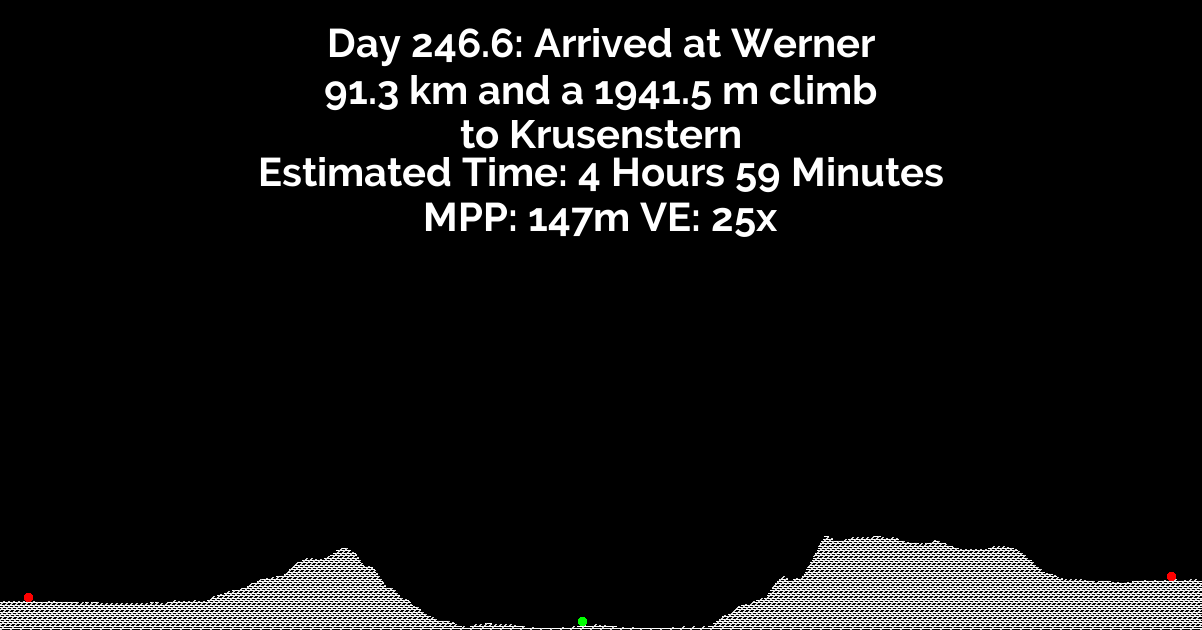 Day 246.6: Arrived at Werner
91.3 km and a 1941.5 m climb
to Krusenstern
Estimated Time: 4 Hours 59 Minutes
MPP: 147m VE: 25x